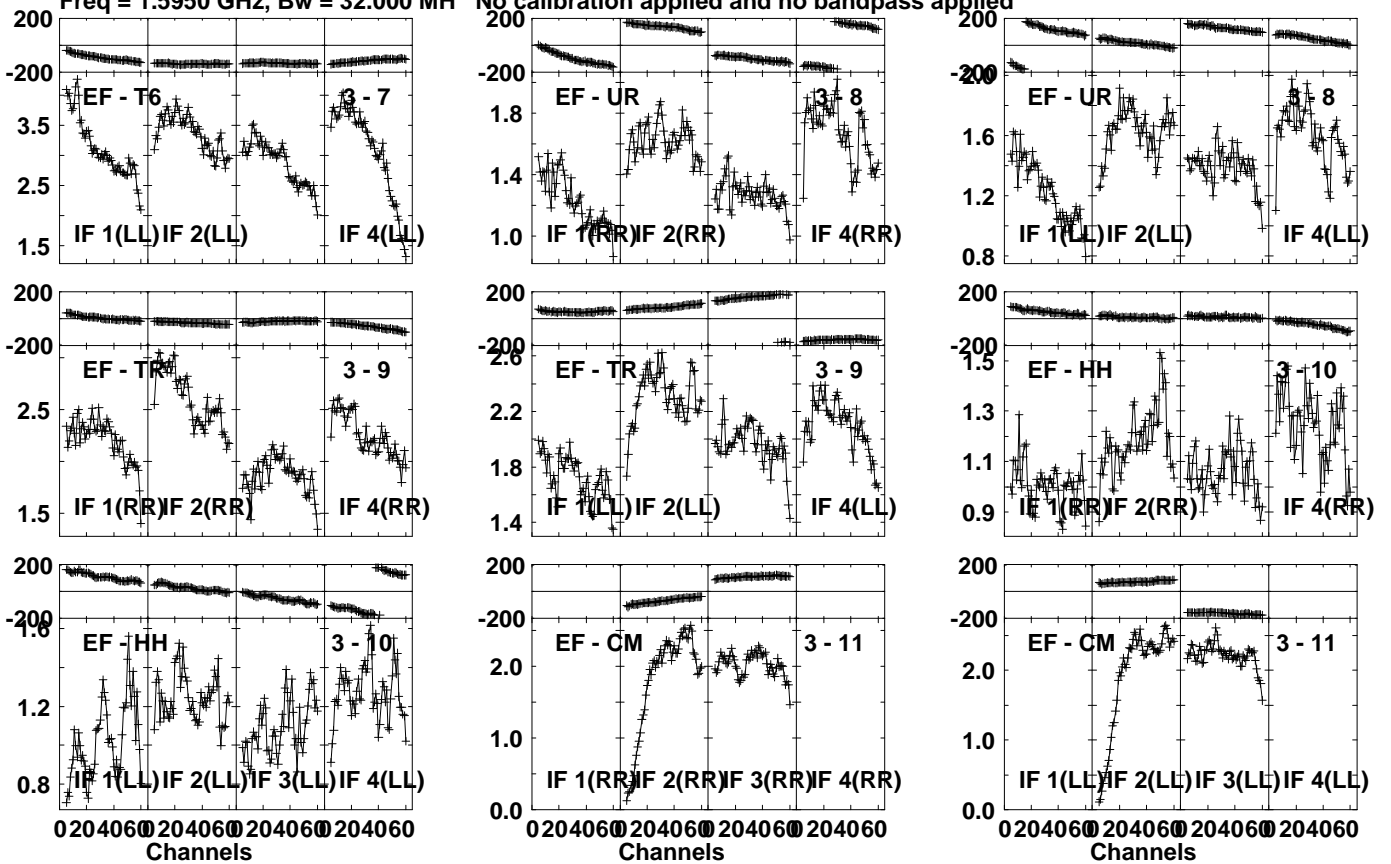 Freq = 1.5950 GHz, Bw = 32.000 MH No calibration applied and no bandpass applied
200 200 200
-200 -200 -200
EF - T6 3 - 7 EF - UR 3 - 8 2.0 EF - UR 3 - 8
3.5 1.8 1.6
2.5 1.4 1.2
1.5 1.0 0.8
IF 1(LL) IF 2(LL) IF 4(LL) IF 1(RR) IF 2(RR) IF 4(RR) IF 1(LL) IF 2(LL) IF 4(LL)
200 200 200
-200 -200 -200
EF - TR 3 - 9 2.6 EF - TR 3 - 9 1.5 EF - HH 3 - 10
2.5 2.2 1.3
1.8 1.1
1.5 1.4 0.9
IF 1(RR) IF 2(RR) IF 4(RR) IF 1(LL) IF 2(LL) IF 4(LL) IF 1(RR) IF 2(RR) IF 4(RR)
200 200 200
-200 -200 -200
1.6 EF - HH 3 - 10 EF - CM 3 - 11 EF - CM 3 - 11
1.2 2.0 2.0
0.8 1.0 1.0
0.0 0.0
IF 1(LL) IF 2(LL) IF 3(LL) IF 4(LL) IF 1(RR) IF 2(RR) IF 3(RR) IF 4(RR) IF 1(LL) IF 2(LL) IF 3(LL) IF 4(LL)
0 20 40 60 0 20 40 60 0 20 40 60 0 20 40 60 0 20 40 60 0 20 40 60 0 20 40 60 0 20 40 60 0 20 40 60 0 20 40 60 0 20 40 60 0 20 40 60
Channels Channels Channels